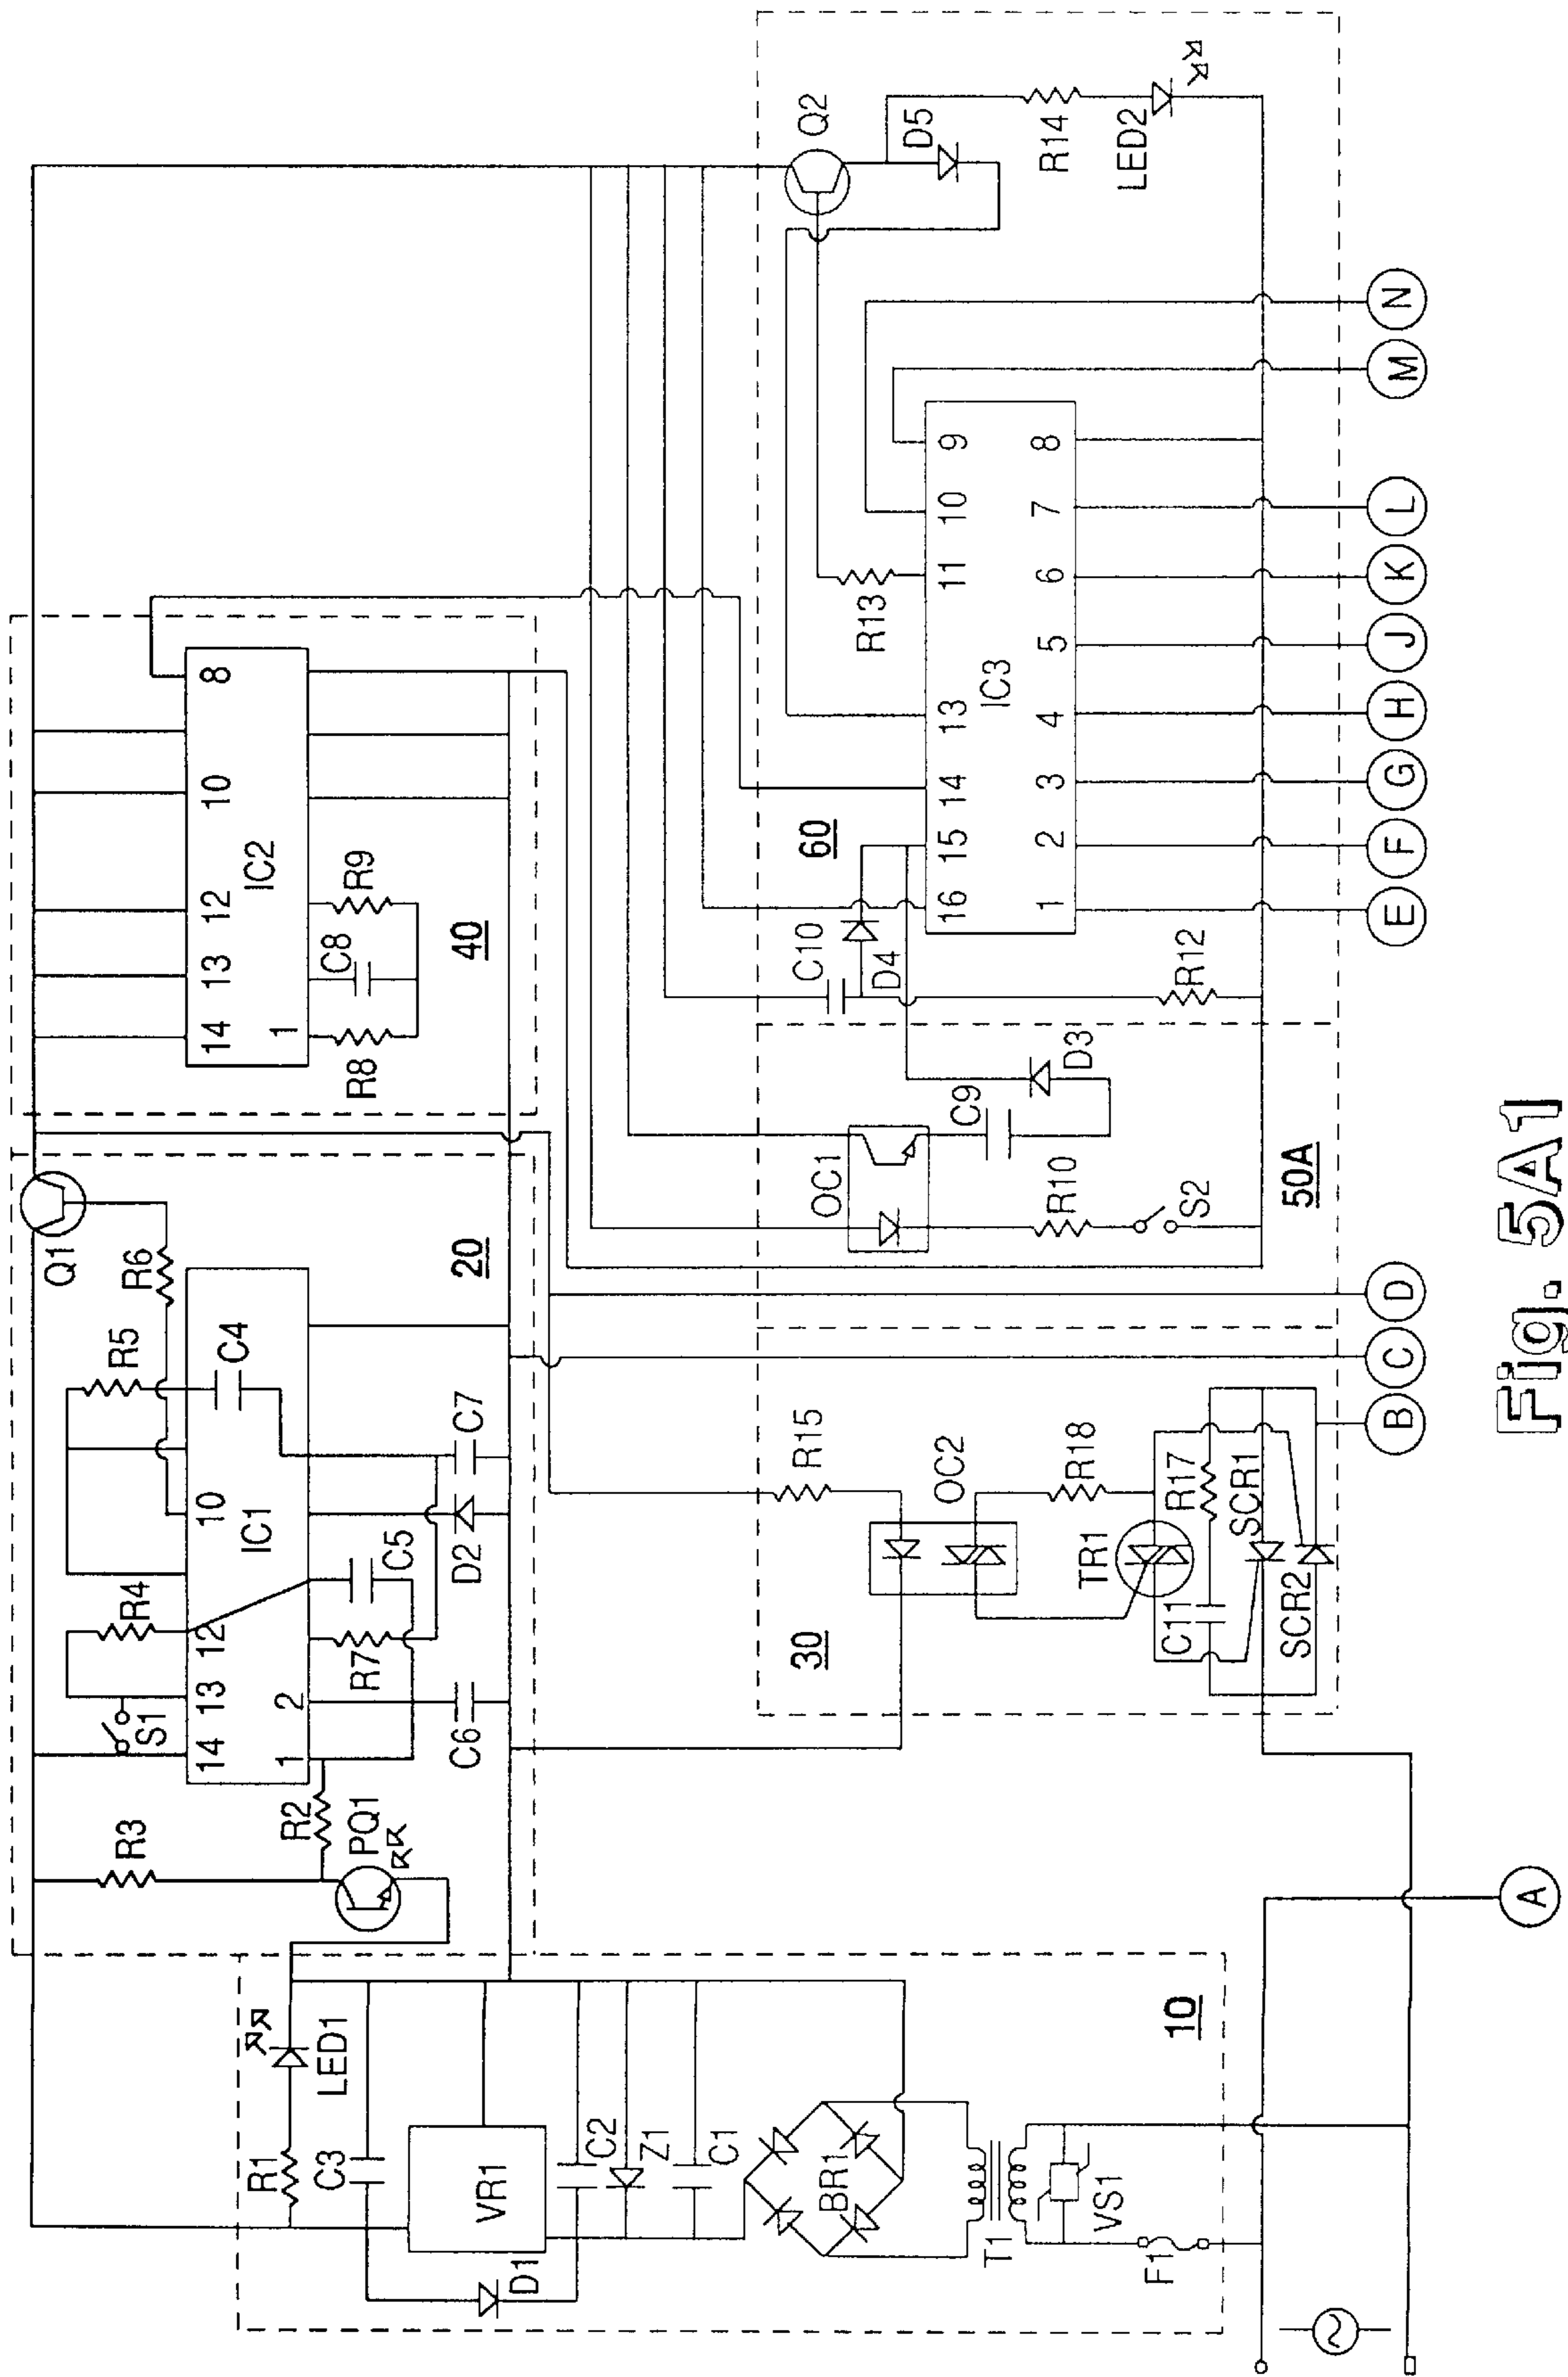 Q1
R3
S1
R4
R5
R6
14
13
12
10
IC1
C4
1
2
R2
PQ1
R7
C5
C6
D2
C7
20
14
13
12
10
8
IC2
1
R8
C8
R9
40
R1
LED1
C3
VR1
D1
C2
Z1
C1
BR1
T1
VS1
F1
10
30
R15
OC2
R18
TR1
C11
R17
SCR1
SCR2
OC1
C9
D3
R10
S2
50A
60
C10
D4
R12
16
15
14
13
11
10
9
IC3
R13
1
2
3
4
5
6
7
8
Q2
D5
R14
LED2
A
B
C
D
E
F
G
H
J
K
L
M
N
Fig. 5A1